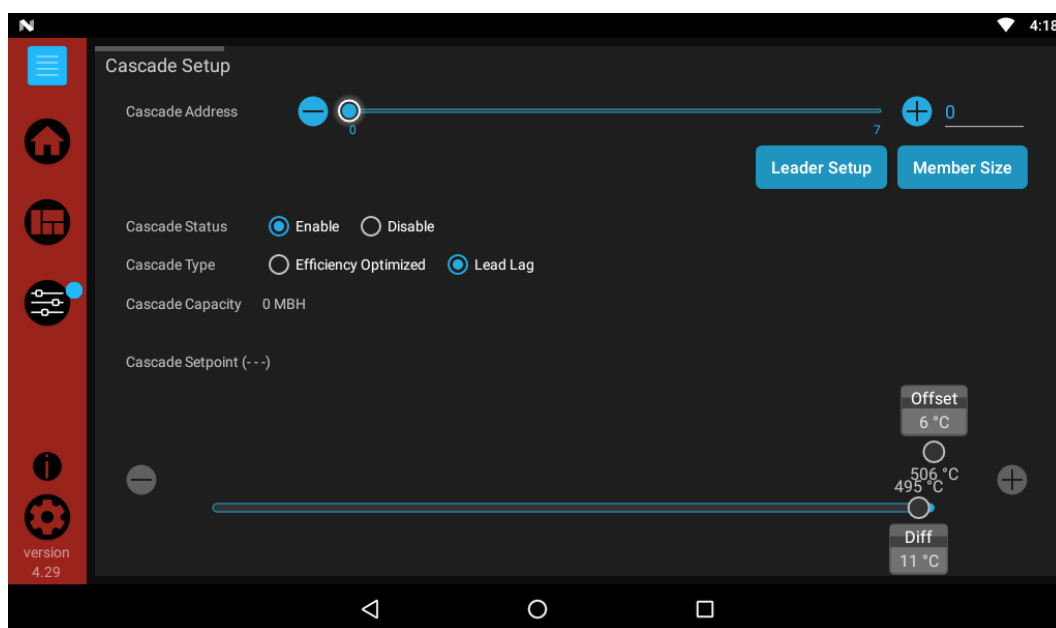 4:18
Cascade Setup
Cascade Address
0
7
0
Leader Setup Member Size
Cascade Status Enable Disable
Cascade Type Efficiency Optimized Lead Lag
Cascade Capacity 0 MBH
Cascade Setpoint (---)
Offset
6 °C
506 °C
495 °C
Diff
11 °C
version
4.29